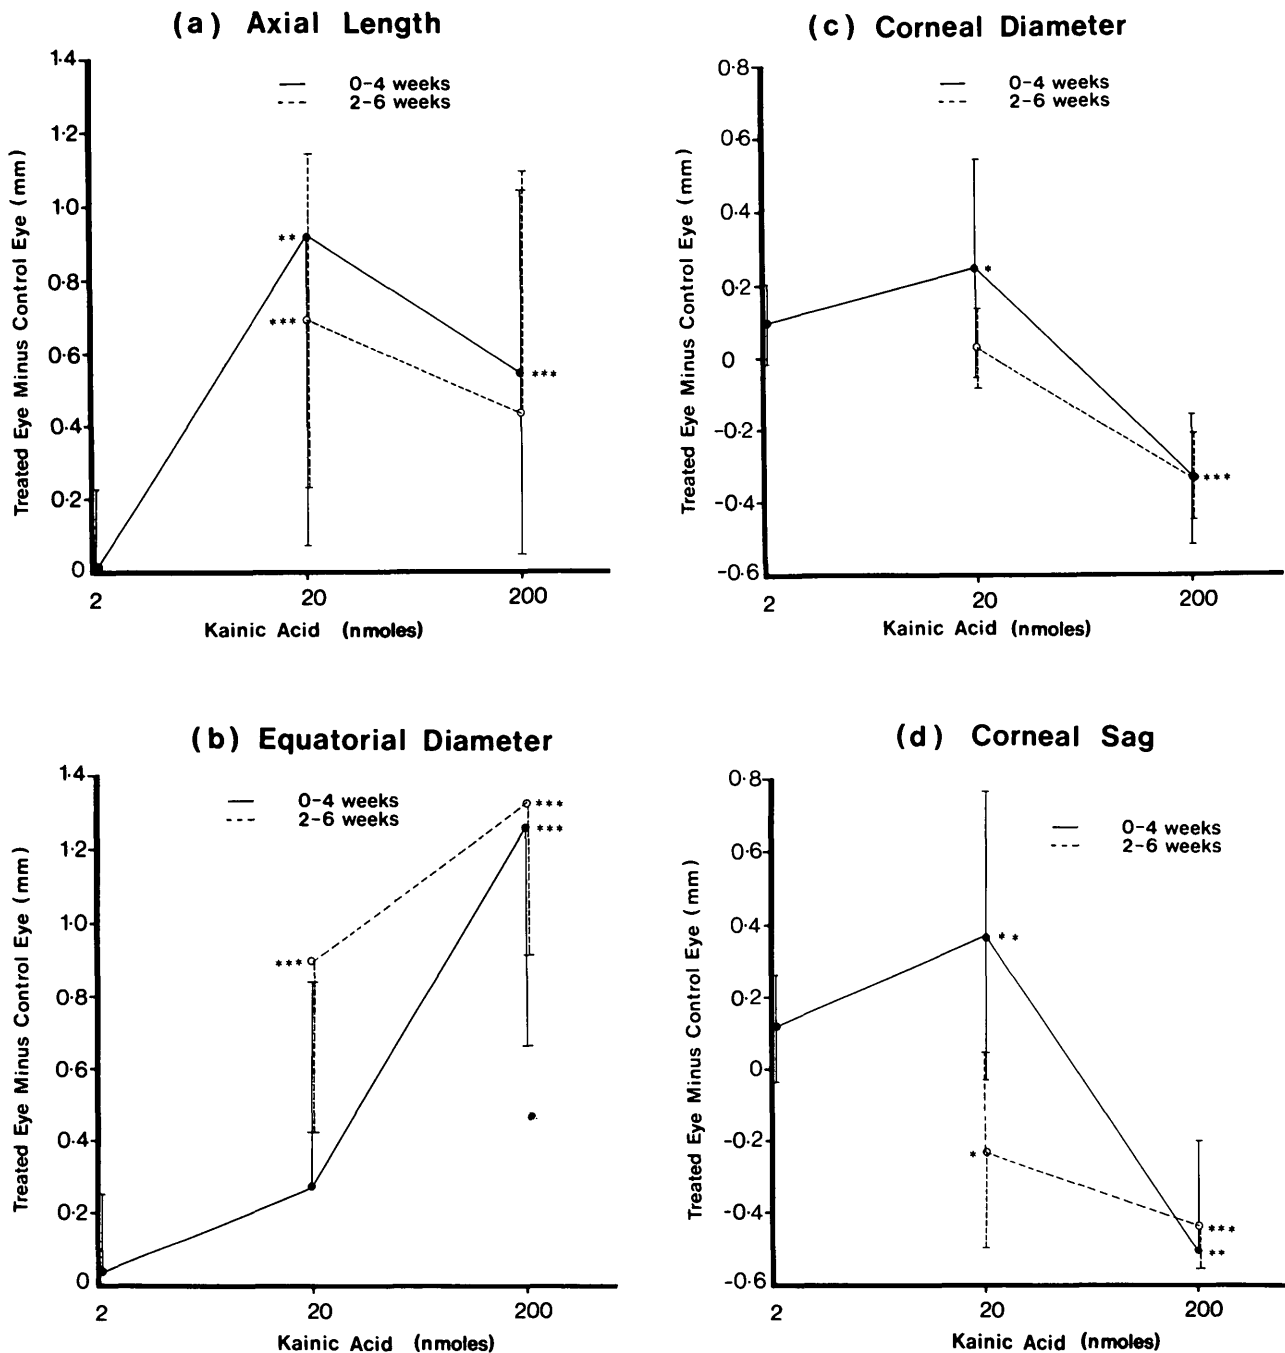 (a) Axial Length
0-4 weeks
2-6 weeks
Treated Eye Minus Control Eye (mm)
1·4
1·2
1·0
0·8
0·6
0·4
0·2
0
**
***
***
2
20
200
Kainic Acid (nmoles)
(c) Corneal Diameter
0-4 weeks
2-6 weeks
Treated Eye Minus Control Eye (mm)
0·8
0·6
0·4
0·2
0
-0·2
-0·4
-0·6
*
***
2
20
200
Kainic Acid (nmoles)
(b) Equatorial Diameter
0-4 weeks
2-6 weeks
Treated Eye Minus Control Eye (mm)
1·4
1·2
1·0
0·8
0·6
0·4
0·2
0
***
***
***
2
20
200
Kainic Acid (nmoles)
(d) Corneal Sag
0-4 weeks
2-6 weeks
Treated Eye Minus Control Eye (mm)
0·8
0·6
0·4
0·2
0
-0·2
-0·4
-0·6
**
*
***
**
2
20
200
Kainic Acid (nmoles)